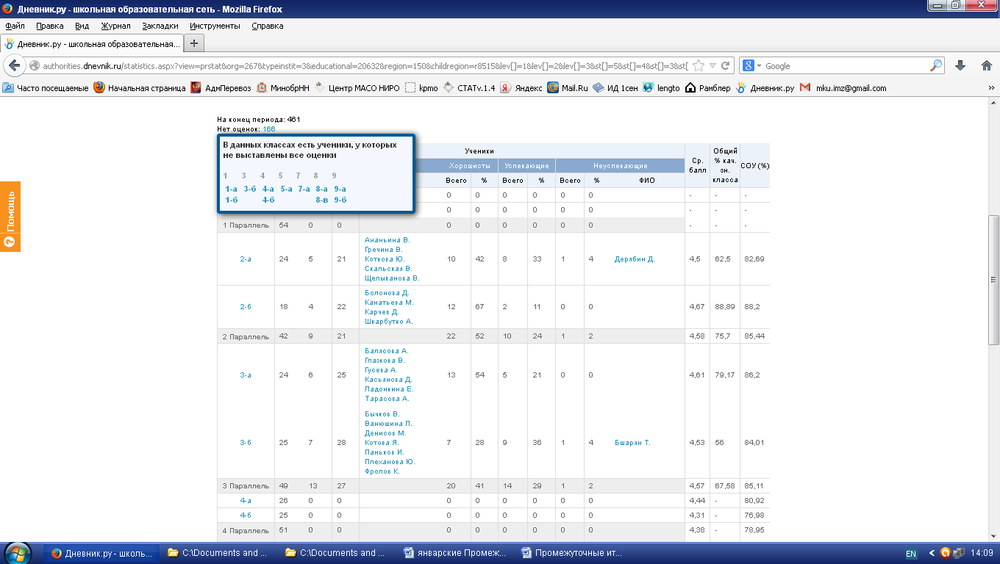 Дневник.ру - школьная образовательная сеть - Mozilla Firefox
Файл Правка Вид Журнал Закладки Инструменты Справка
Дневник.ру - школьная образовательная... +
authorities.dnevnik.ru/statistics.aspx?view=prstat&org=267&typeinstit=3&educational=20632&region=150&childregion=r8515&lev[]=1&lev[]=2&lev[]=3&st[]=5&st[]=4&st[]=3&st[ Google
Часто посещаемые Начальная страница АдмПеревоз МинобрНН Центр МАСО НИРО kpmo СТАТv.1.4 Яндекс Mail.Ru ИД 1сен lengto Рамблер Дневник.ру mku.imz@gmail.com »
На конец периода: 461
Нет оценок: 166
В данных классах есть ученики, у которых
не выставлены все оценки
1 3 4 5 7 8 9
1-а 3-б 4-а 5-а 7-а 8-а 9-а
1-б 4-б 8-в 9-б
Помощь
Ученики Ср. балл Общий % кач. зн. класса СОУ (%)
Хорошисты Успевающие Неуспевающие
Всего % Всего % Всего % ФИО
0 0 0 0 0 0 - - -
0 0 0 0 0 0 - - -
1 Параллель 54 0 0 0 0 0 0 0 0 - - -
Ананьина В.
Гречина В.
2-а 24 5 21 Коткова Ю. 10 42 8 33 1 4 Дерябин Д. 4,5 62,5 82,69
Скальская В.
Щелыванова В.
Болонова Д.
Канатьева М.
2-б 18 4 22 12 67 2 11 0 0 4,67 88,89 88,2
Карчев Д.
Шкарбутко А.
2 Параллель 42 9 21 22 52 10 24 1 2 4,58 75,7 85,44
Балясова А.
Глазкова В.
Гусева А.
3-а 24 6 25 13 54 5 21 0 0 4,61 79,17 86,2
Касьянова Д.
Ладонкина Е.
Тарасова А.
Бычков В.
Ванюшина П.
Денисов М.
3-б 25 7 28 Котова Я. 7 28 9 36 1 4 Бшарян Т. 4,53 56 84,01
Паньков И.
Плеханова Ю.
Фролов К.
3 Параллель 49 13 27 20 41 14 29 1 2 4,57 67,58 85,11
4-а 26 0 0 0 0 0 0 0 0 4,44 - 80,92
4-б 25 0 0 0 0 0 0 0 0 4,31 - 76,98
4 Параллель 51 0 0 0 0 0 0 0 0 4,38 - 78,95
Дневник.ру - школь... C:\Documents and ... C:\Documents and ... январские Промеж... Промежуточные ит... EN 14:09